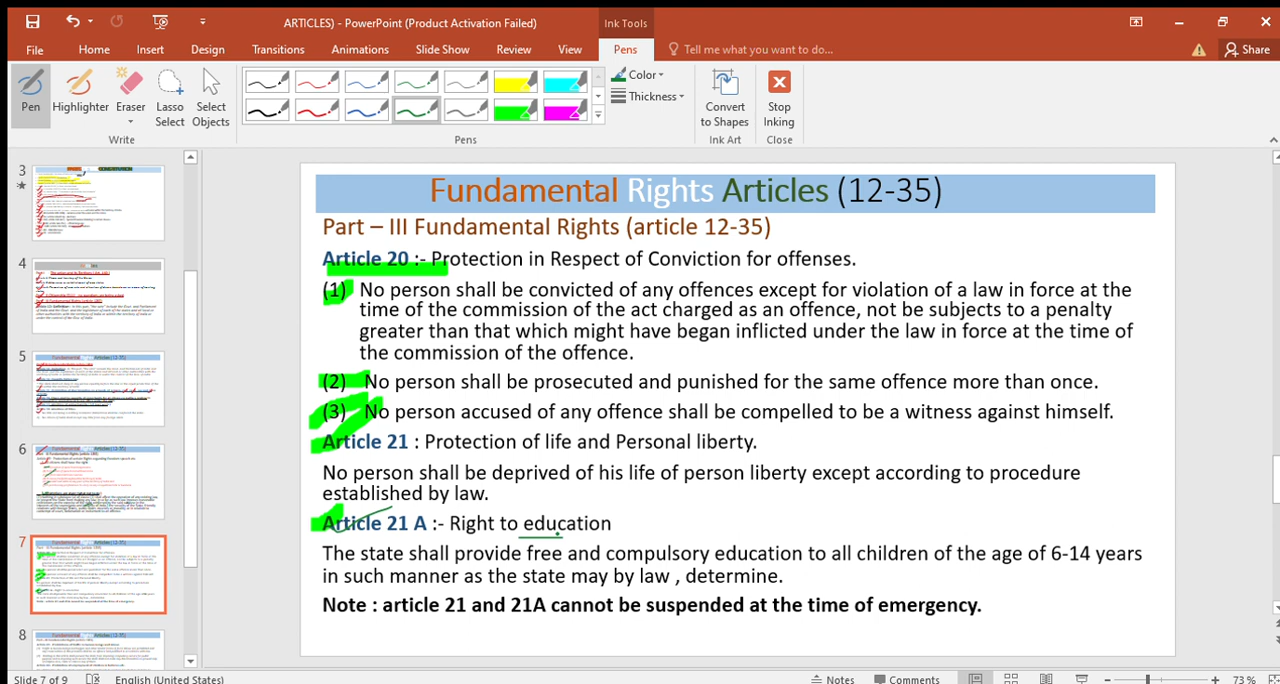 ARTICLES) - PowerPoint (Product Activation Failed)
Ink Tools
File Home Insert Design Transitions Animations Slide Show Review View Pens Tell me what you want to do... Share
Pen Highlighter Eraser Lasso Select Select Objects
Color
Thickness
Convert to Shapes
Stop Inking
Write Pens Ink Art Close
3
4
5
6
7
8
Fundamental Rights Articles (12-35)
Part – III Fundamental Rights (article 12-35)
Article 20 :- Protection in Respect of Conviction for offenses.
(1) No person shall be convicted of any offence except for violation of a law in force at the
time of the commission of the act charged as an offence, not be subjects to a penalty
greater than that which might have began inflicted under the law in force at the time of
the commission of the offence.
(2) No person shall be prosecuted and punished for the same offence more than once.
(3) No person accused of any offence shall be compelled to be a witness against himself.
Article 21 : Protection of life and Personal liberty.
No person shall be derived of his life of person liberty except according to procedure
established by law.
Article 21 A :- Right to education
The state shall provide free and compulsory education to all children of the age of 6-14 years
in such manner as the state may by law , determine.
Note : article 21 and 21A cannot be suspended at the time of emergency.
Slide 7 of 9 English (United States) Notes Comments 73 %